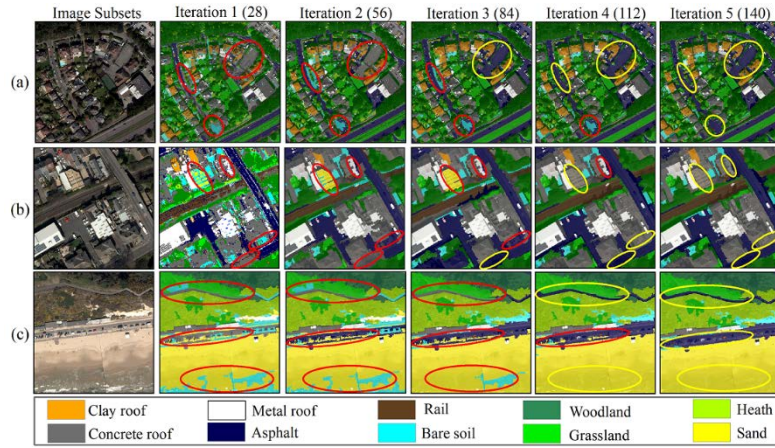 Image Subsets Iteration 1 (28) Iteration 2 (56) Iteration 3 (84) Iteration 4 (112) Iteration 5 (140)
(a)
(b)
(c)
Clay roof Metal roof Rail Woodland Heath
Concrete roof Asphalt Bare soil Grassland Sand